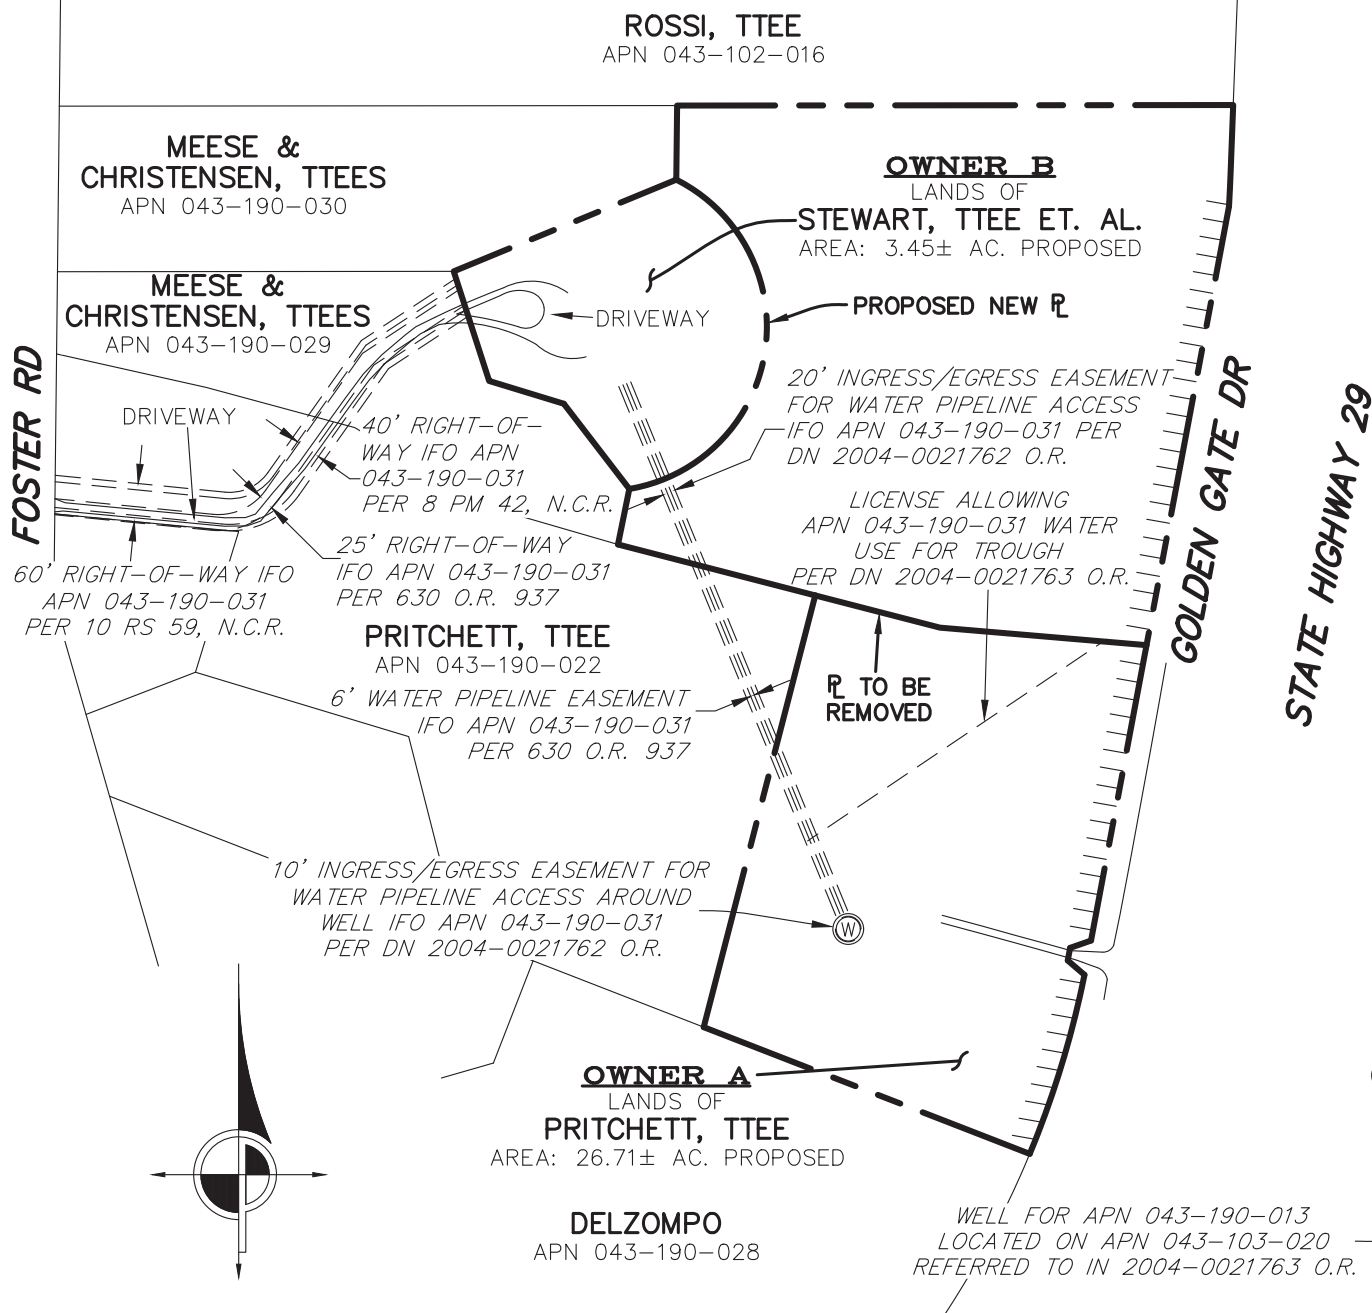 ROSSI, TTEE
APN 043-102-016
MEESE &
CHRISTENSEN, TTEES
APN 043-190-030
OWNER B
LANDS OF
STEWART, TTEE ET. AL.
AREA: 3.45± AC. PROPOSED
MEESE &
CHRISTENSEN, TTEES
APN 043-190-029
DRIVEWAY
PROPOSED NEW ⅊
FOSTER RD
DRIVEWAY
40' RIGHT-OF-
WAY IFO APN
043-190-031
PER 8 PM 42, N.C.R.
20' INGRESS/EGRESS EASEMENT
FOR WATER PIPELINE ACCESS
IFO APN 043-190-031 PER
DN 2004-0021762 O.R.
GOLDEN GATE DR
STATE HIGHWAY 29
LICENSE ALLOWING
APN 043-190-031 WATER
USE FOR TROUGH
PER DN 2004-0021763 O.R.
25' RIGHT-OF-WAY
IFO APN 043-190-031
PER 630 O.R. 937
60' RIGHT-OF-WAY IFO
APN 043-190-031
PER 10 RS 59, N.C.R.
PRITCHETT, TTEE
APN 043-190-022
6' WATER PIPELINE EASEMENT
IFO APN 043-190-031
PER 630 O.R. 937
⅊ TO BE
REMOVED
10' INGRESS/EGRESS EASEMENT FOR
WATER PIPELINE ACCESS AROUND
WELL IFO APN 043-190-031
PER DN 2004-0021762 O.R.
W
OWNER A
LANDS OF
PRITCHETT, TTEE
AREA: 26.71± AC. PROPOSED
DELZOMPO
APN 043-190-028
WELL FOR APN 043-190-013
LOCATED ON APN 043-103-020
REFERRED TO IN 2004-0021763 O.R.